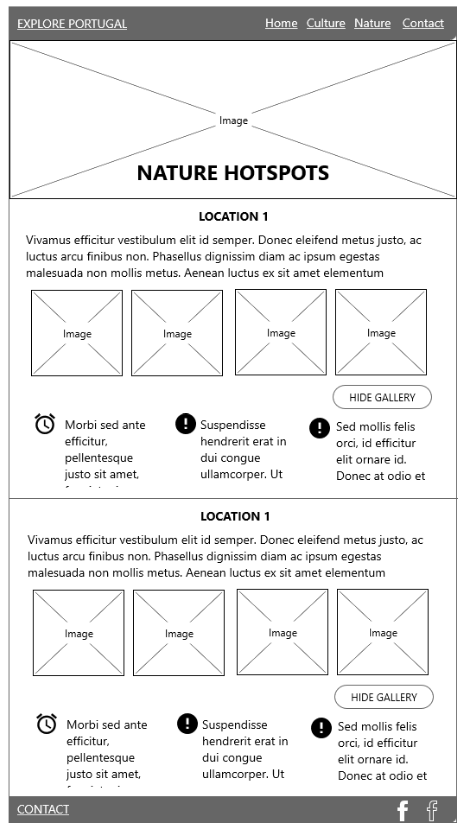 EXPLORE PORTUGAL
Home Culture Nature Contact
Image
NATURE HOTSPOTS
LOCATION 1
Vivamus efficitur vestibulum elit id semper. Donec eleifend metus justo, ac
luctus arcu finibus non. Phasellus dignissim diam ac ipsum egestas
malesuada non mollis metus. Aenean luctus ex sit amet elementum
Image Image Image Image
HIDE GALLERY
Morbi sed ante
efficitur,
pellentesque
justo sit amet,
Suspendisse
hendrerit erat in
dui congue
ullamcorper. Ut
Sed mollis felis
orci, id efficitur
elit ornare id.
Donec at odio et
LOCATION 1
Vivamus efficitur vestibulum elit id semper. Donec eleifend metus justo, ac
luctus arcu finibus non. Phasellus dignissim diam ac ipsum egestas
malesuada non mollis metus. Aenean luctus ex sit amet elementum
Image Image Image Image
HIDE GALLERY
Morbi sed ante
efficitur,
pellentesque
justo sit amet,
Suspendisse
hendrerit erat in
dui congue
ullamcorper. Ut
Sed mollis felis
orci, id efficitur
elit ornare id.
Donec at odio et
CONTACT